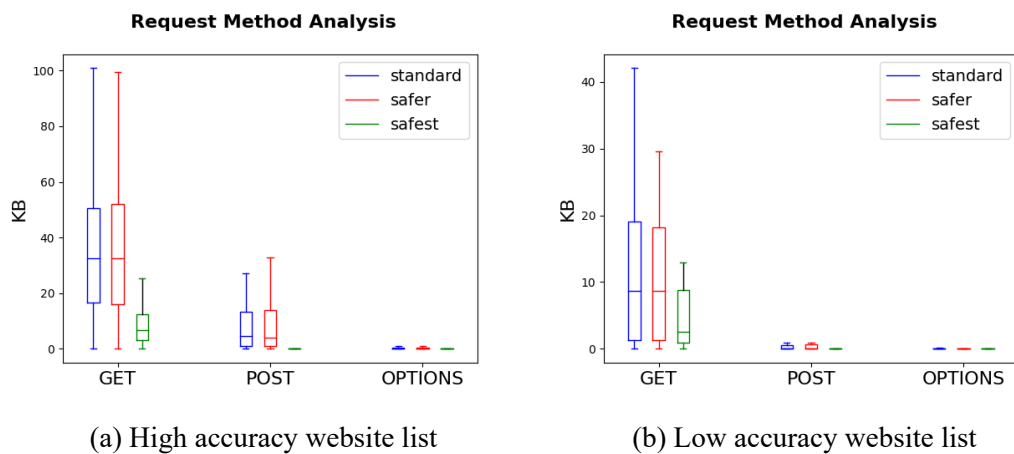 Request Method Analysis
KB
100
80
60
40
20
0
standard
safer
safest
GET
POST
OPTIONS
(a) High accuracy website list
Request Method Analysis
KB
40
30
20
10
0
standard
safer
safest
GET
POST
OPTIONS
(b) Low accuracy website list